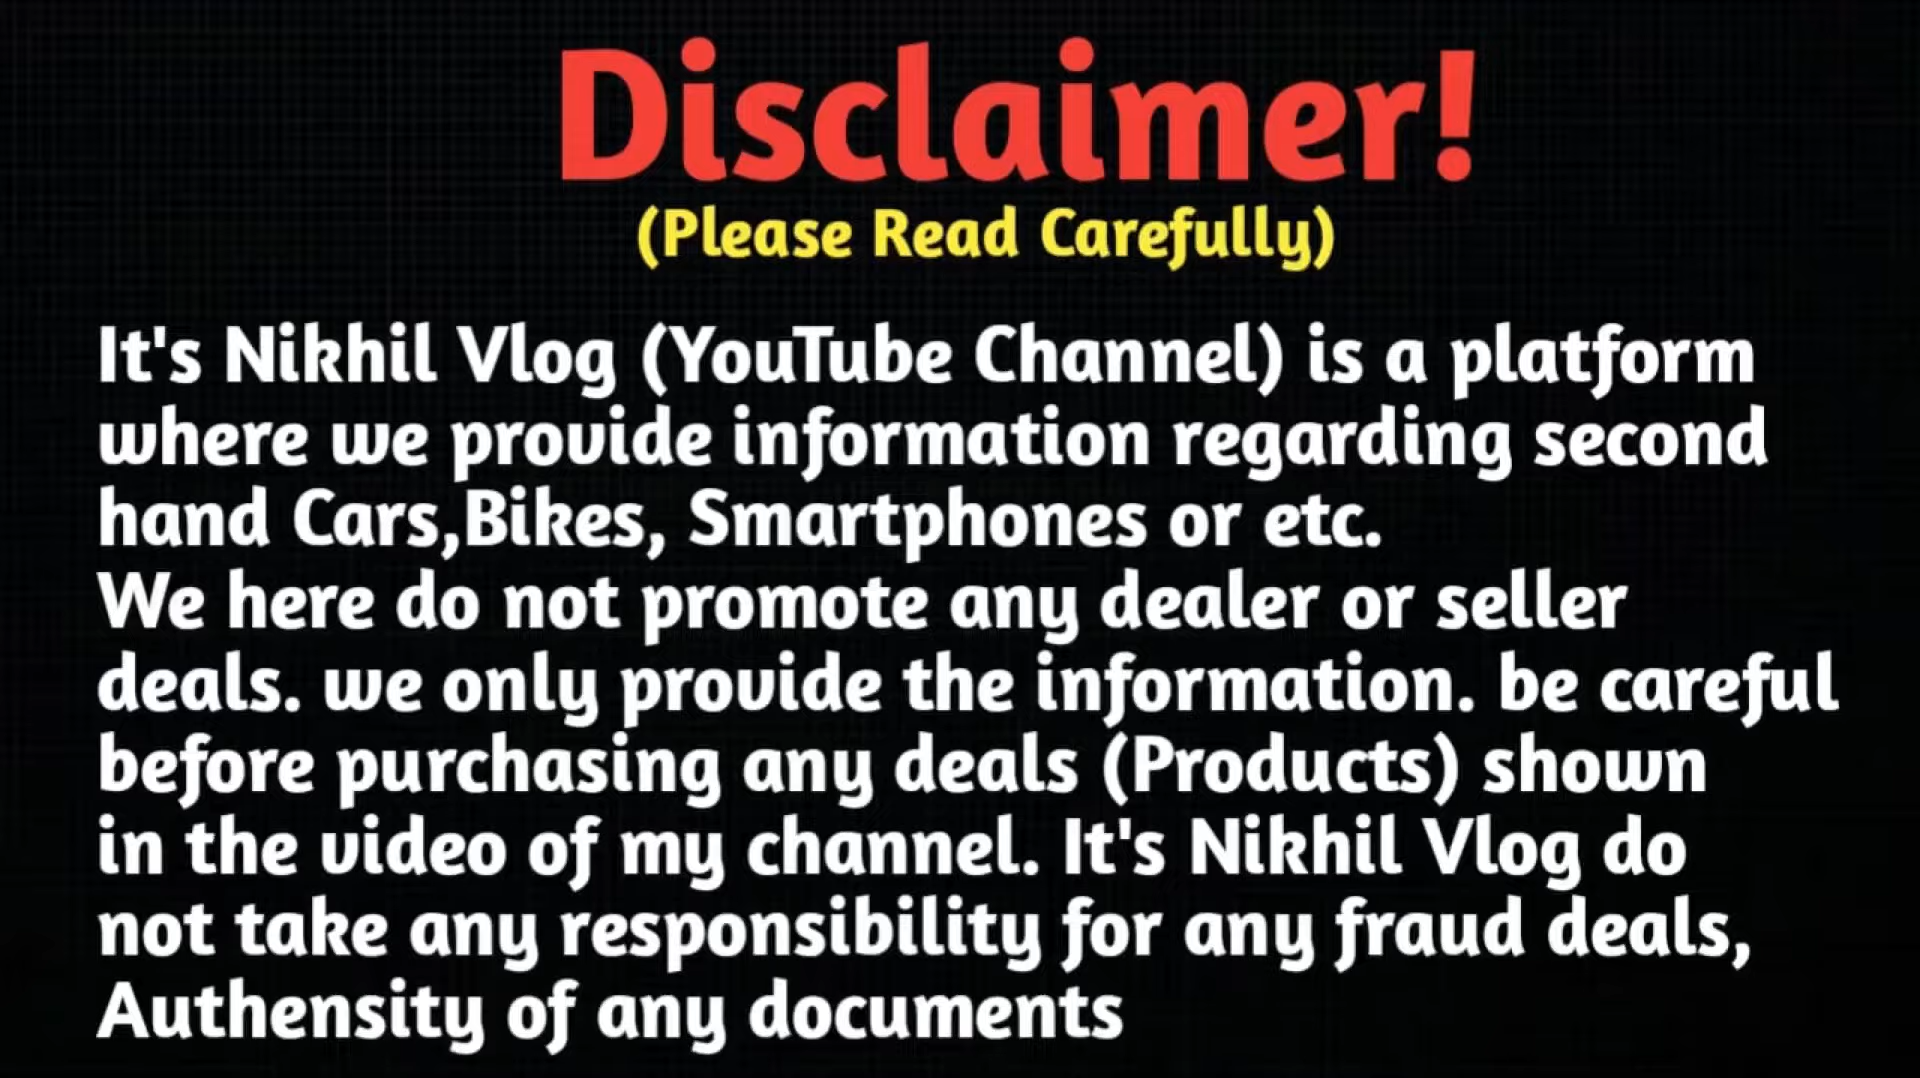 Disclaimer!
(Please Read Carefully)
It's Nikhil Vlog (YouTube Channel) is a platform
where we provide information regarding second
hand Cars,Bikes, Smartphones or etc.
We here do not promote any dealer or seller
deals. we only provide the information. be careful
before purchasing any deals (Products) shown
in the video of my channel. It's Nikhil Vlog do
not take any responsibility for any fraud deals,
Authensity of any documents